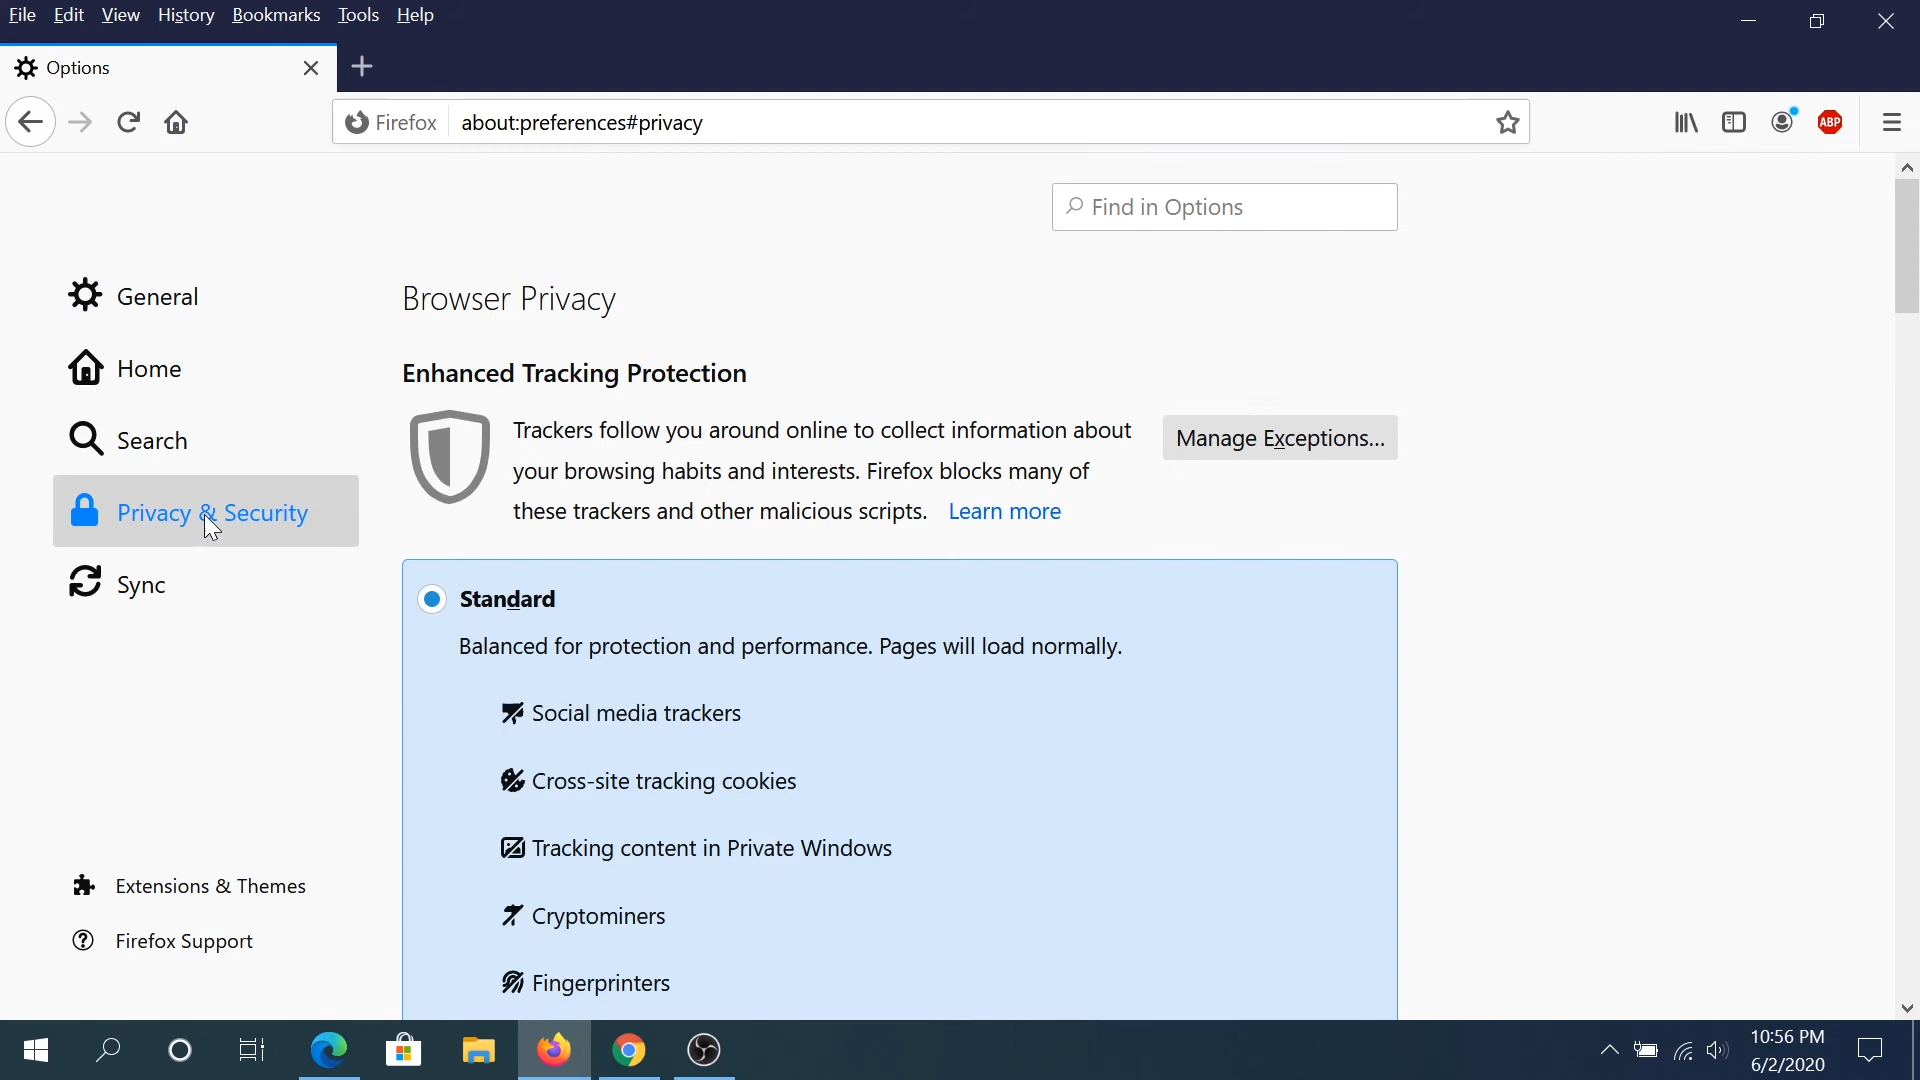 File Edit View History Bookmarks Tools Help
Options
Firefox about:preferences#privacy
ABP
Find in Options
General
Home
Search
Privacy & Security
Sync
Extensions & Themes
Firefox Support
Browser Privacy
Enhanced Tracking Protection
Trackers follow you around online to collect information about
your browsing habits and interests. Firefox blocks many of
these trackers and other malicious scripts. Learn more
Manage Exceptions...
Standard
Balanced for protection and performance. Pages will load normally.
Social media trackers
Cross-site tracking cookies
Tracking content in Private Windows
Cryptominers
Fingerprinters
10:56 PM
6/2/2020